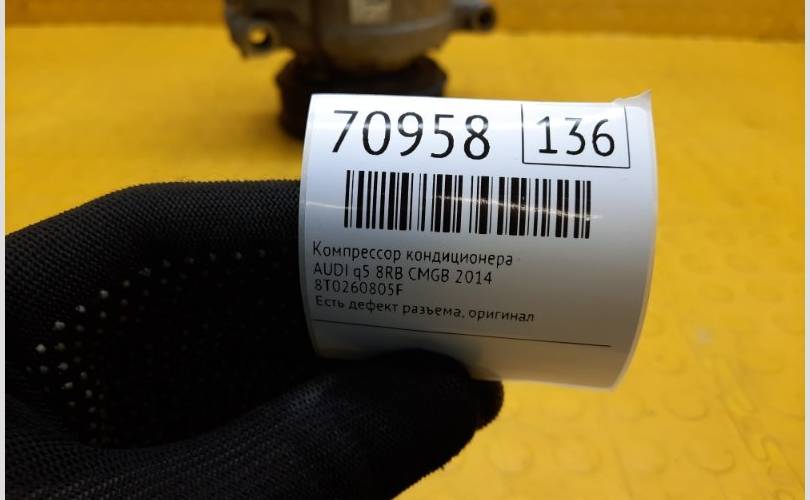 70958 136
Компрессор кондиционера
AUDI q5 8RB CMGB 2014
8T0260805F
Есть дефект разъема, оригинал